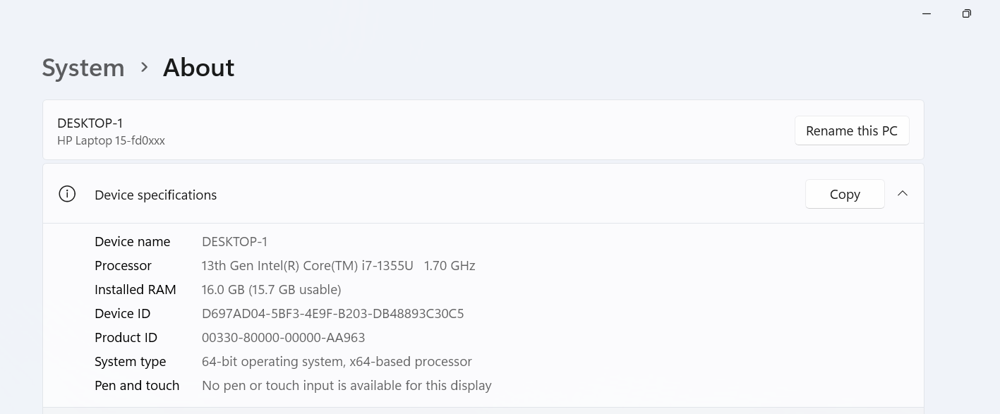 System > About
DESKTOP-1
HP Laptop 15-fd0xxx
Rename this PC
Device specifications
Copy
Device name DESKTOP-1
Processor 13th Gen Intel(R) Core(TM) i7-1355U 1.70 GHz
Installed RAM 16.0 GB (15.7 GB usable)
Device ID D697AD04-5BF3-4E9F-B203-DB48893C30C5
Product ID 00330-80000-00000-AA963
System type 64-bit operating system, x64-based processor
Pen and touch No pen or touch input is available for this display